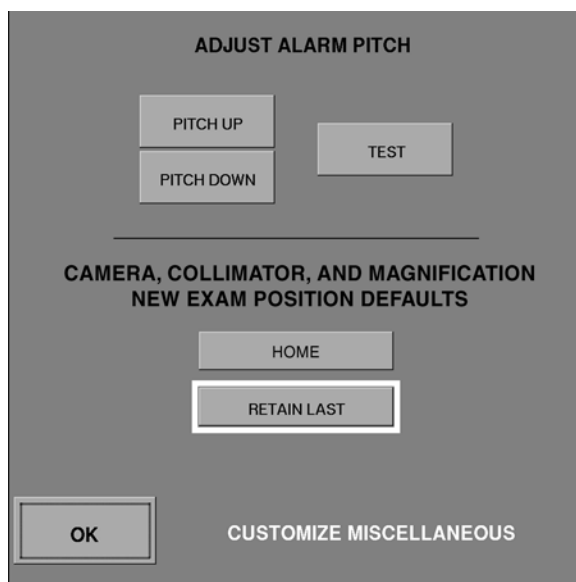 ADJUST ALARM PITCH
PITCH UP
PITCH DOWN
TEST
CAMERA, COLLIMATOR, AND MAGNIFICATION
NEW EXAM POSITION DEFAULTS
HOME
RETAIN LAST
OK
CUSTOMIZE MISCELLANEOUS